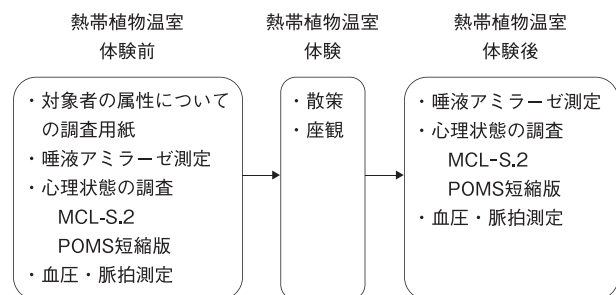 熱帯植物温室
体験前
・対象者の属性について
の調査用紙
・唾液アミラーゼ測定
・心理状態の調査
MCL-S.2
POMS短縮版
・血圧・脈拍測定
熱帯植物温室
体験
・散策
・座観
熱帯植物温室
体験後
・唾液アミラーゼ測定
・心理状態の調査
MCL-S.2
POMS短縮版
・血圧・脈拍測定